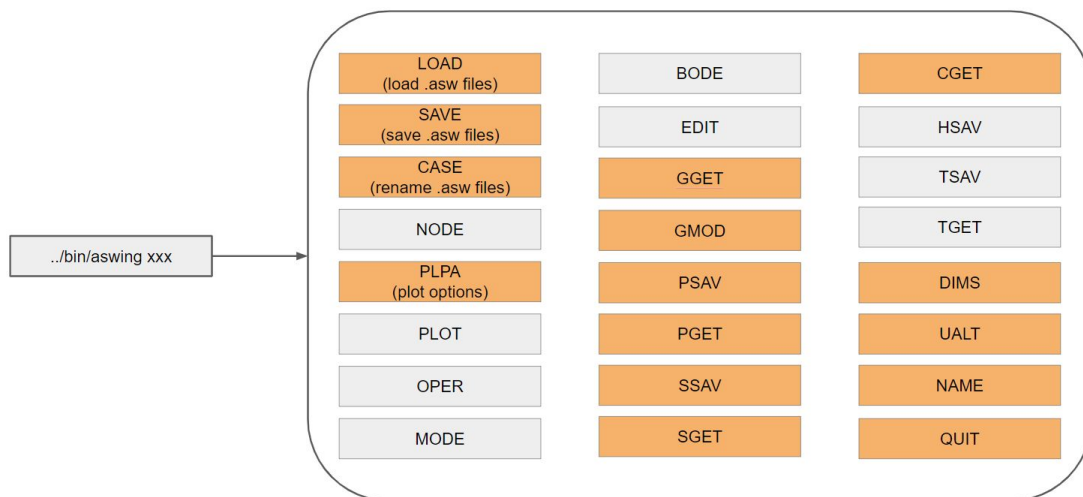 ../bin/aswing xxx
LOAD
(load .asw files)
SAVE
(save .asw files)
CASE
(rename .asw files)
NODE
PLPA
(plot options)
PLOT
OPER
MODE
BODE
EDIT
GGET
GMOD
PSAV
PGET
SSAV
SGET
CGET
HSAV
TSAV
TGET
DIMS
UALT
NAME
QUIT